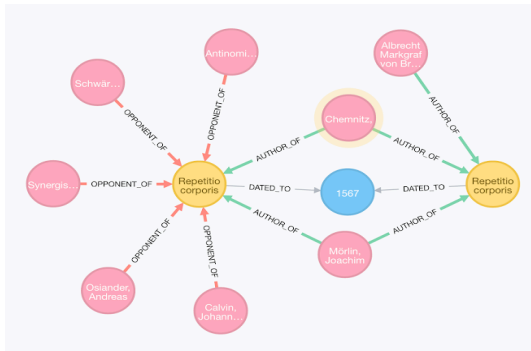 Antinomi...
Albrecht
Markgraf
von Br...
Schwär...
OPPONENT_OF
OPPONENT_OF
AUTHOR_OF
Chemnitz,
AUTHOR_OF
AUTHOR_OF
Synergis...
OPPONENT_OF
Repetitio
corporis
DATED_TO
1567
DATED_TO
Repetitio
corporis
OPPONENT_OF
OPPONENT_OF
AUTHOR_OF
AUTHOR_OF
Mörlin,
Joachim
Osiander,
Andreas
Calvin,
Johann...